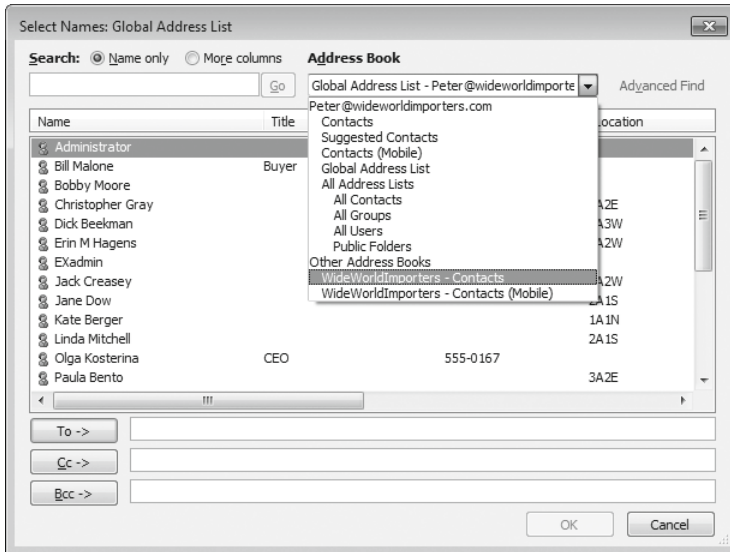 Select Names: Global Address List
Search: Name only More columns Address Book
Go Global Address List - Peter@wideworldimporte Advanced Find
Peter@wideworldimporters.com
Contacts
Suggested Contacts
Contacts (Mobile)
Global Address List
All Address Lists
All Contacts
All Groups
All Users
Public Folders
Other Address Books
WideWorldImporters - Contacts
WideWorldImporters - Contacts (Mobile)
Name Title Location
Administrator
Bill Malone Buyer
Bobby Moore
Christopher Gray A2E
Dick Beekman A3W
Erin M Hagens A2W
EXadmin
Jack Creasey A2W
Jane Dow 2A1S
Kate Berger 1A1N
Linda Mitchell 2A1S
Olga Kosterina CEO 555-0167
Paula Bento 3A2E
To ->
Cc ->
Bcc ->
OK Cancel